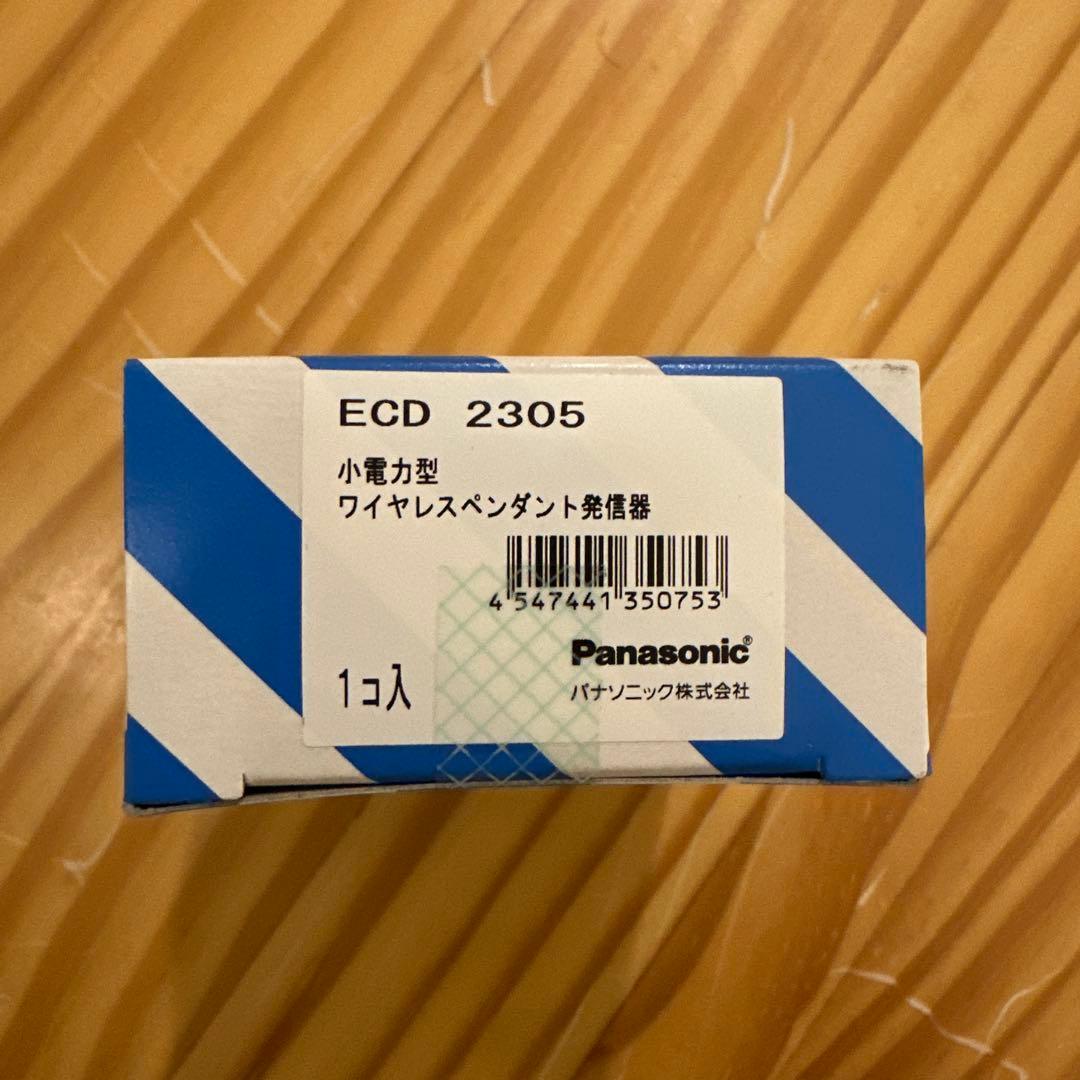 ECD 2305
小電力型
ワイヤレスペンダント発信器
4 547441 350753
Panasonic®
1コ入
パナソニック株式会社